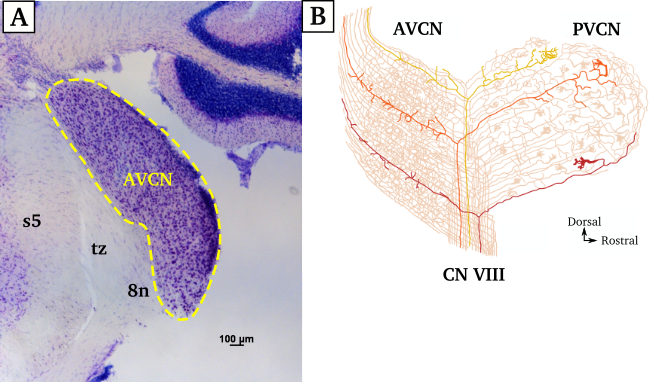 A
AVCN
s5
tz
8n
100 µm
B
AVCN
PVCN
CN VIII
Dorsal
Rostral